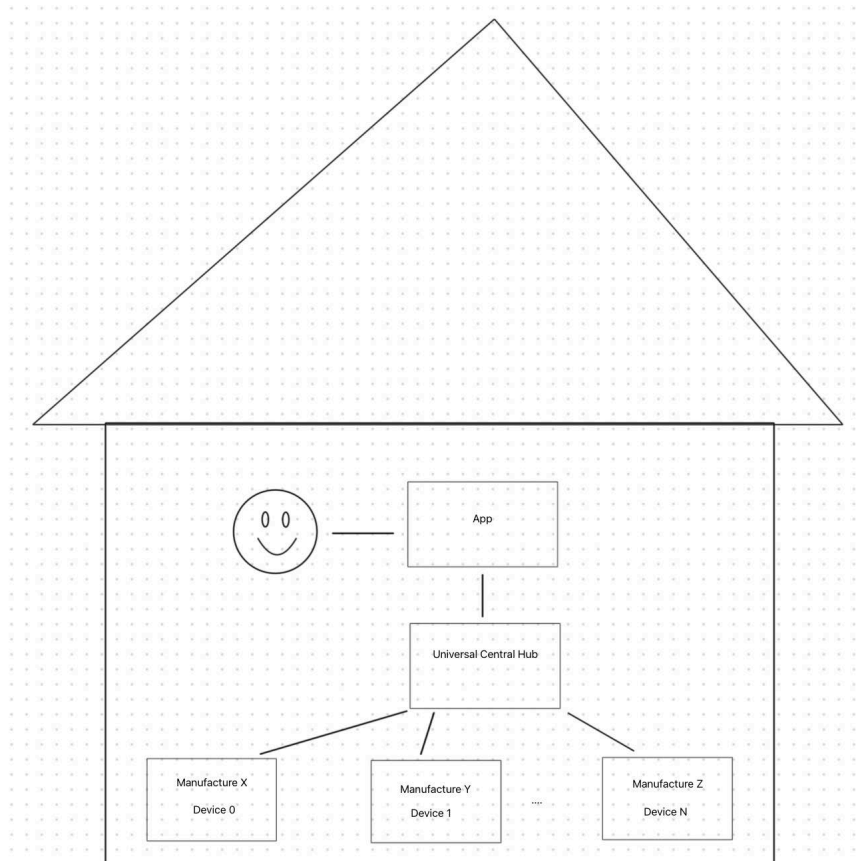 App
Universal Central Hub
Manufacture X
Device 0
Manufacture Y
Device 1
....
Manufacture Z
Device N